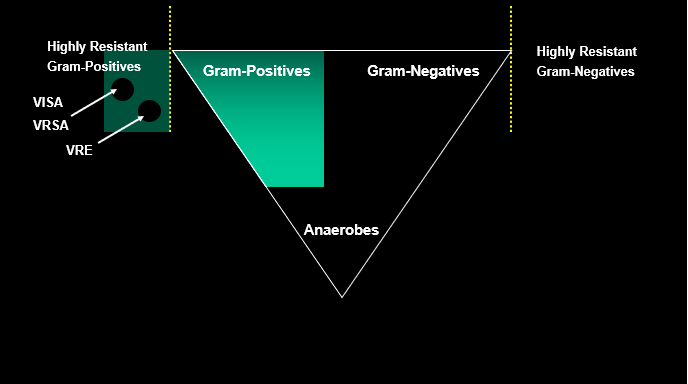 Highly Resistant
Gram-Positives
VISA
VRSA
VRE
Gram-Positives
Gram-Negatives
Anaerobes
Highly Resistant
Gram-Negatives